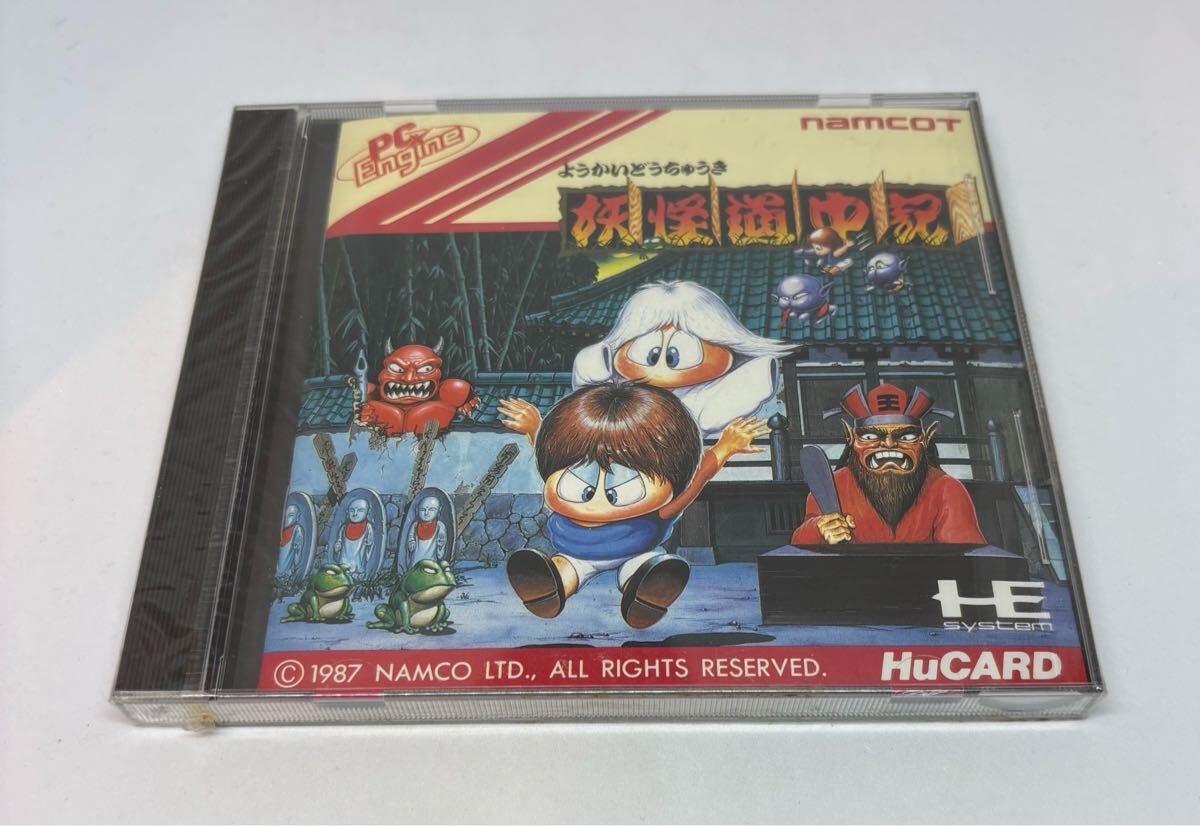 PC Engine
namcoT
ようかいどうちゅうき
妖怪道中記
王
HE
system
© 1987 NAMCO LTD., ALL RIGHTS RESERVED.
HuCARD